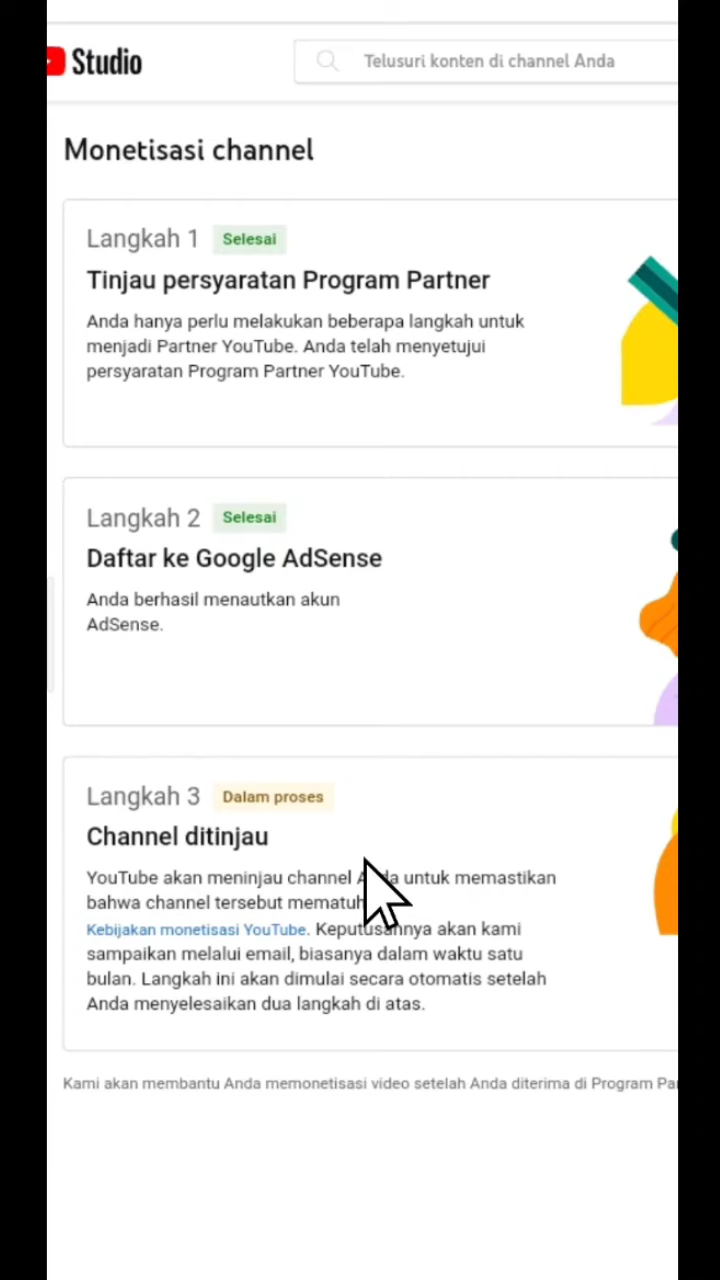 Studio
Telusuri konten di channel Anda
Monetisasi channel
Langkah 1 Selesai
Tinjau persyaratan Program Partner
Anda hanya perlu melakukan beberapa langkah untuk
menjadi Partner YouTube. Anda telah menyetujui
persyaratan Program Partner YouTube.
Langkah 2 Selesai
Daftar ke Google AdSense
Anda berhasil menautkan akun
AdSense.
Langkah 3 Dalam proses
Channel ditinjau
YouTube akan meninjau channel Anda untuk memastikan
bahwa channel tersebut mematuhi
Kebijakan monetisasi YouTube. Keputusannya akan kami
sampaikan melalui email, biasanya dalam waktu satu
bulan. Langkah ini akan dimulai secara otomatis setelah
Anda menyelesaikan dua langkah di atas.
Kami akan membantu Anda memonetisasi video setelah Anda diterima di Program